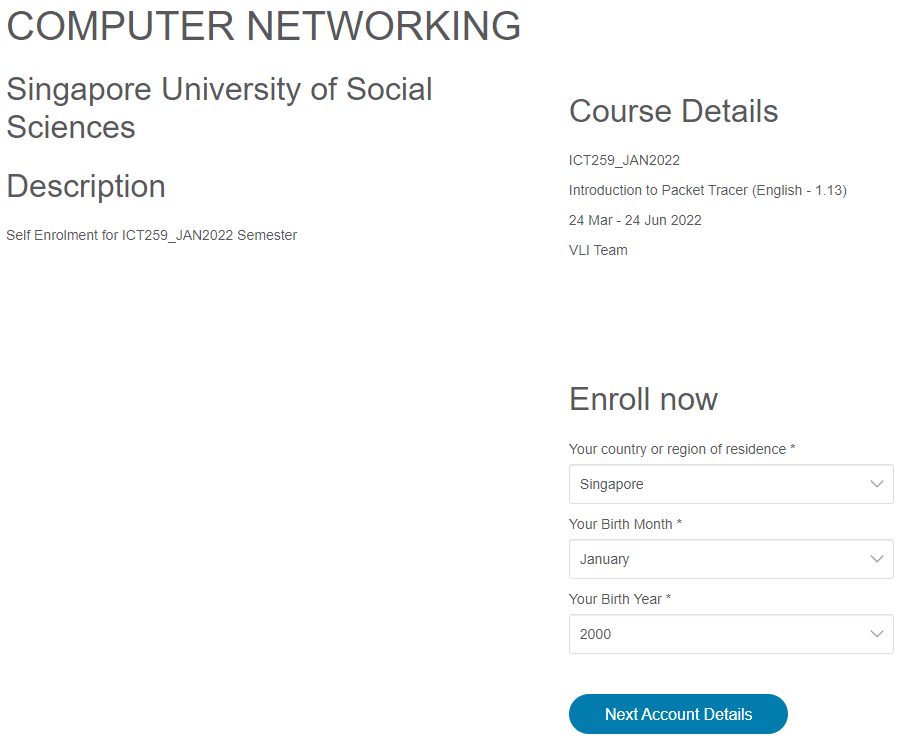 COMPUTER NETWORKING
Singapore University of Social
Sciences
Description
Self Enrolment for ICT259_JAN2022 Semester
Course Details
ICT259_JAN2022
Introduction to Packet Tracer (English - 1.13)
24 Mar - 24 Jun 2022
VLI Team
Enroll now
Your country or region of residence *
Singapore
Your Birth Month *
January
Your Birth Year *
2000
Next Account Details